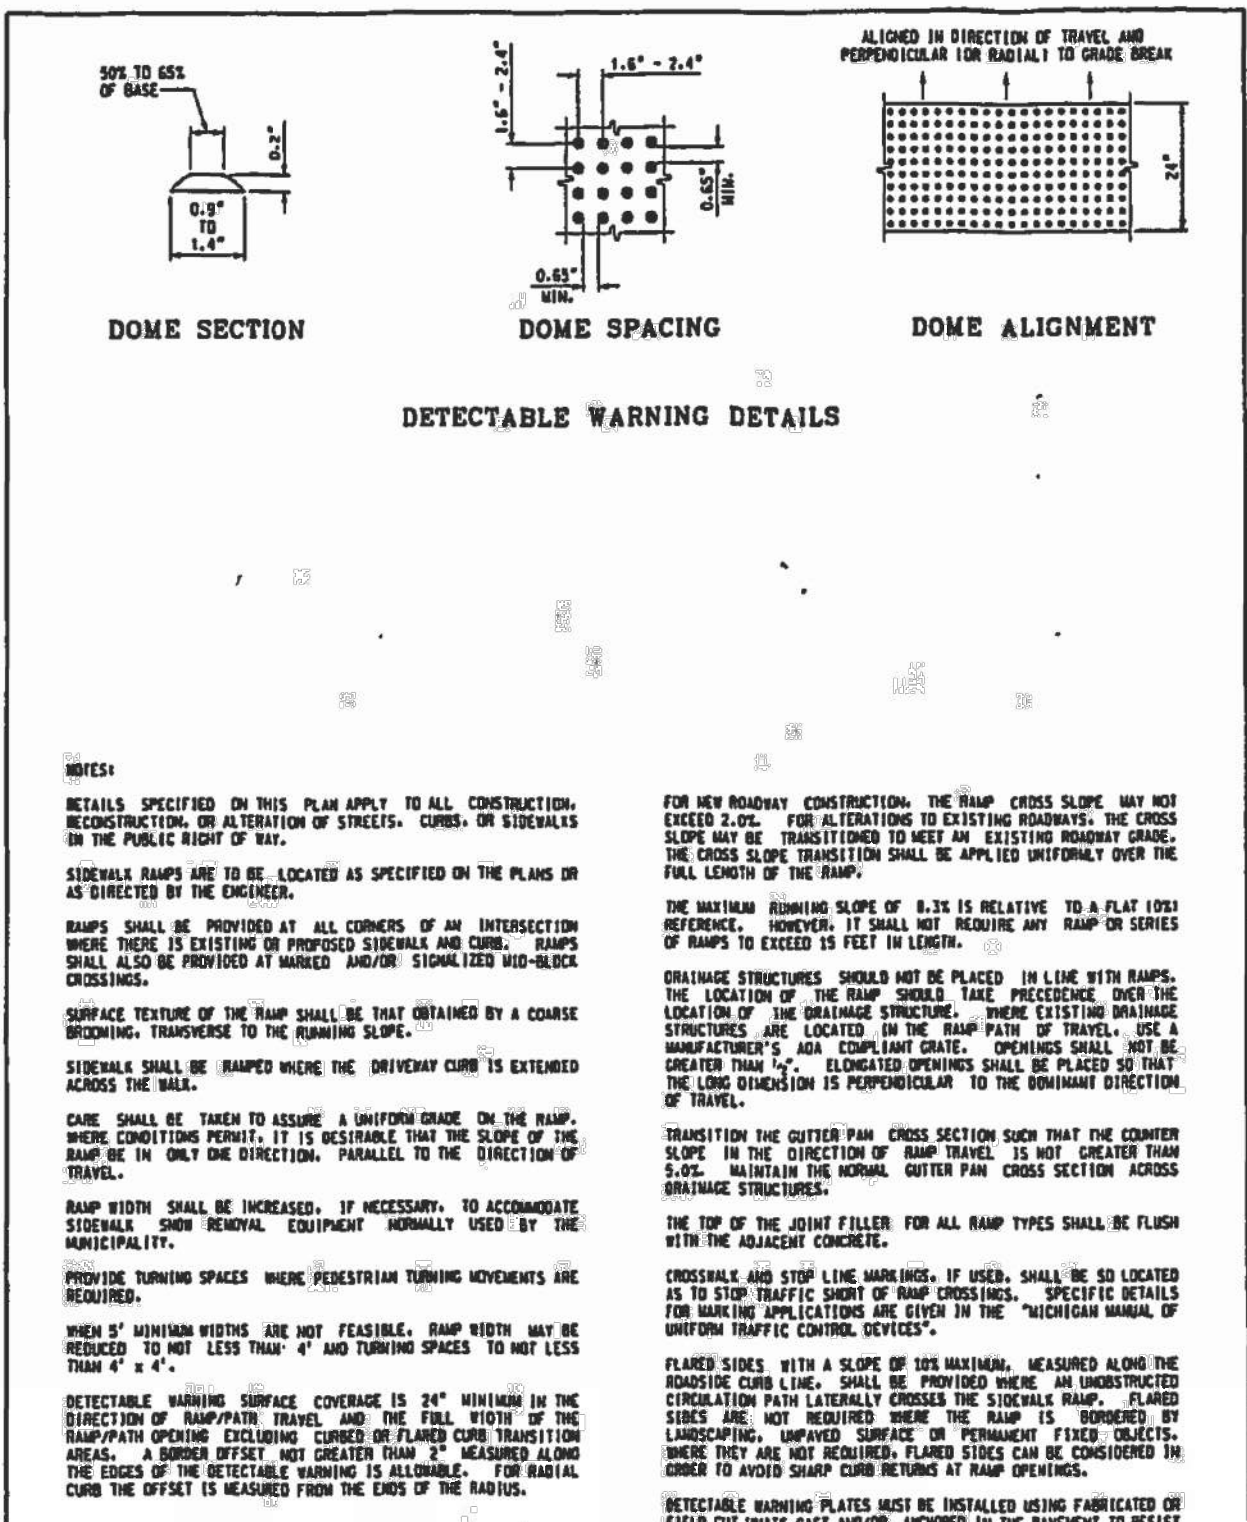 50% TO 65%
OF BASE
0.2"
0.9"
TO
1.4"
DOME SECTION
1.6" - 2.4"
1.6" - 2.4"
0.65"
MIN.
0.65"
MIN.
DOME SPACING
ALIGNED IN DIRECTION OF TRAVEL AND
PERPENDICULAR (OR RADIAL) TO GRADE BREAK
24"
DOME ALIGNMENT
DETECTABLE WARNING DETAILS
NOTES:
DETAILS SPECIFIED ON THIS PLAN APPLY TO ALL CONSTRUCTION,
RECONSTRUCTION, OR ALTERATION OF STREETS, CURBS, OR SIDEWALKS
IN THE PUBLIC RIGHT OF WAY.
SIDEWALK RAMPS ARE TO BE LOCATED AS SPECIFIED ON THE PLANS OR
AS DIRECTED BY THE ENGINEER.
RAMPS SHALL BE PROVIDED AT ALL CORNERS OF AN INTERSECTION
WHERE THERE IS EXISTING OR PROPOSED SIDEWALK AND CURB. RAMPS
SHALL ALSO BE PROVIDED AT MARKED AND/OR SIGNALIZED MID-BLOCK
CROSSINGS.
SURFACE TEXTURE OF THE RAMP SHALL BE THAT OBTAINED BY A COARSE
BROOMING, TRANSVERSE TO THE RUNNING SLOPE.
SIDEWALK SHALL BE RAMPED WHERE THE DRIVEWAY CURB IS EXTENDED
ACROSS THE WALK.
CARE SHALL BE TAKEN TO ASSURE A UNIFORM GRADE ON THE RAMP.
WHERE CONDITIONS PERMIT, IT IS DESIRABLE THAT THE SLOPE OF THE
RAMP BE IN ONLY ONE DIRECTION, PARALLEL TO THE DIRECTION OF
TRAVEL.
RAMP WIDTH SHALL BE INCREASED, IF NECESSARY, TO ACCOMMODATE
SIDEWALK SNOW REMOVAL EQUIPMENT NORMALLY USED BY THE
MUNICIPALITY.
PROVIDE TURNING SPACES WHERE PEDESTRIAN TURNING MOVEMENTS ARE
REQUIRED.
WHEN 5' MINIMUM WIDTHS ARE NOT FEASIBLE, RAMP WIDTH MAY BE
REDUCED TO NOT LESS THAN 4' AND TURNING SPACES TO NOT LESS
THAN 4' x 4'.
DETECTABLE WARNING SURFACE COVERAGE IS 24" MINIMUM IN THE
DIRECTION OF RAMP/PATH TRAVEL AND THE FULL WIDTH OF THE
RAMP/PATH OPENING EXCLUDING CURBED OR FLARED CURB TRANSITION
AREAS. A BORDER OFFSET NOT GREATER THAN 2" MEASURED ALONG
THE EDGES OF THE DETECTABLE WARNING IS ALLOWABLE. FOR RADIAL
CURB THE OFFSET IS MEASURED FROM THE ENDS OF THE RADIUS.
FOR NEW ROADWAY CONSTRUCTION, THE RAMP CROSS SLOPE MAY NOT
EXCEED 2.0%. FOR ALTERATIONS TO EXISTING ROADWAYS, THE CROSS
SLOPE MAY BE TRANSITIONED TO MEET AN EXISTING ROADWAY GRADE.
THE CROSS SLOPE TRANSITION SHALL BE APPLIED UNIFORMLY OVER THE
FULL LENGTH OF THE RAMP.
THE MAXIMUM RUNNING SLOPE OF 8.3% IS RELATIVE TO A FLAT (0%)
REFERENCE. HOWEVER, IT SHALL NOT REQUIRE ANY RAMP OR SERIES
OF RAMPS TO EXCEED 15 FEET IN LENGTH.
DRAINAGE STRUCTURES SHOULD NOT BE PLACED IN LINE WITH RAMPS.
THE LOCATION OF THE RAMP SHOULD TAKE PRECEDENCE OVER THE
LOCATION OF THE DRAINAGE STRUCTURE. WHERE EXISTING DRAINAGE
STRUCTURES ARE LOCATED IN THE RAMP PATH OF TRAVEL, USE A
MANUFACTURER'S ADA COMPLIANT GRATE. OPENINGS SHALL NOT BE
GREATER THAN ½". ELONGATED OPENINGS SHALL BE PLACED SO THAT
THE LONG DIMENSION IS PERPENDICULAR TO THE DOMINANT DIRECTION
OF TRAVEL.
TRANSITION THE GUTTER PAN CROSS SECTION SUCH THAT THE COUNTER
SLOPE IN THE DIRECTION OF RAMP TRAVEL IS NOT GREATER THAN
5.0%. MAINTAIN THE NORMAL GUTTER PAN CROSS SECTION ACROSS
DRAINAGE STRUCTURES.
THE TOP OF THE JOINT FILLER FOR ALL RAMP TYPES SHALL BE FLUSH
WITH THE ADJACENT CONCRETE.
CROSSWALK AND STOP LINE MARKINGS, IF USED, SHALL BE SO LOCATED
AS TO STOP TRAFFIC SHORT OF RAMP CROSSINGS. SPECIFIC DETAILS
FOR MARKING APPLICATIONS ARE GIVEN IN THE "MICHIGAN MANUAL OF
UNIFORM TRAFFIC CONTROL DEVICES".
FLARED SIDES WITH A SLOPE OF 10% MAXIMUM, MEASURED ALONG THE
ROADSIDE CURB LINE, SHALL BE PROVIDED WHERE AN UNOBSTRUCTED
CIRCULATION PATH LATERALLY CROSSES THE SIDEWALK RAMP. FLARED
SIDES ARE NOT REQUIRED WHERE THE RAMP IS BORDERED BY
LANDSCAPING, UNPAVED SURFACE OR PERMANENT FIXED OBJECTS.
WHERE THEY ARE NOT REQUIRED, FLARED SIDES CAN BE CONSIDERED IN
ORDER TO AVOID SHARP CURB RETURNS AT RAMP OPENINGS.
DETECTABLE WARNING PLATES MUST BE INSTALLED USING FABRICATED OR
FIELD CUT UNITS CAST AND/OR ANCHORED IN THE PAVEMENT TO RESIST